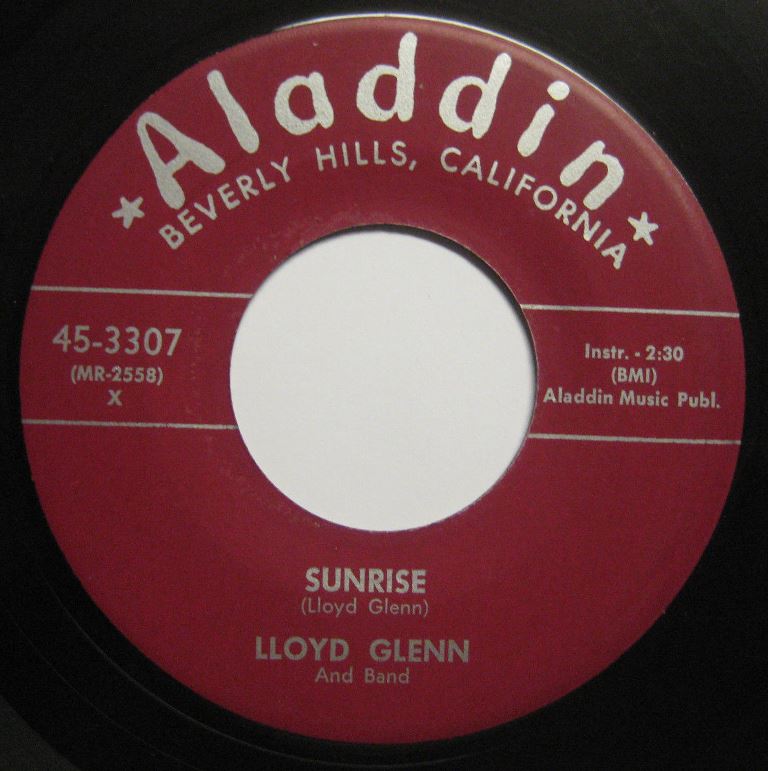 Aladdin
BEVERLY HILLS, CALIFORNIA
45-3307
(MR-2558)
X
Instr. - 2:30
(BMI)
Aladdin Music Publ.
SUNRISE
(Lloyd Glenn)
LLOYD GLENN
And Band